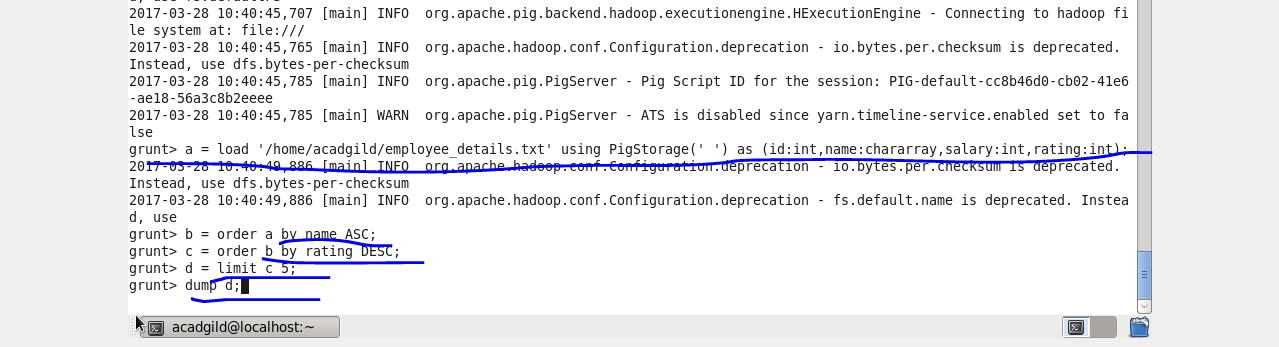 2017-03-28 10:40:45,707 [main] INFO  org.apache.pig.backend.hadoop.executionengine.HExecutionEngine - Connecting to hadoop fi
le system at: file:///
2017-03-28 10:40:45,765 [main] INFO  org.apache.hadoop.conf.Configuration.deprecation - io.bytes.per.checksum is deprecated.
Instead, use dfs.bytes-per-checksum
2017-03-28 10:40:45,785 [main] INFO  org.apache.pig.PigServer - Pig Script ID for the session: PIG-default-cc8b46d0-cb02-41e6
-ae18-56a3c8b2eeee
2017-03-28 10:40:45,785 [main] WARN  org.apache.pig.PigServer - ATS is disabled since yarn.timeline-service.enabled set to fa
lse
grunt> a = load '/home/acadgild/employee_details.txt' using PigStorage(' ') as (id:int,name:chararray,salary:int,rating:int);
2017-03-28 10:40:49,886 [main] INFO  org.apache.hadoop.conf.Configuration.deprecation - io.bytes.per.checksum is deprecated.
Instead, use dfs.bytes-per-checksum
2017-03-28 10:40:49,886 [main] INFO  org.apache.hadoop.conf.Configuration.deprecation - fs.default.name is deprecated. Instea
d, use
grunt> b = order a by name ASC;
grunt> c = order b by rating DESC;
grunt> d = limit c 5;
grunt> dump d;
acadgild@localhost:~